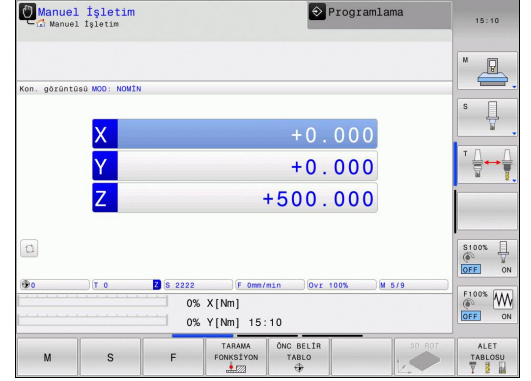 Manuel İşletim
Manuel İşletim
Programlama
15:10
Kon. görüntüsü MOD: NOMİN
X +0.000
Y +0.000
Z +500.000
M
S
T
S100%
OFF ON
F100%
OFF ON
0 T 0 Z S 2222 F 0mm/min Ovr 100% M 5/9
0% X[Nm]
0% Y[Nm] 15:10
M
S
F
TARAMA
FONKSİYON
ÖNC BELİR
TABLO
3D ROT
ALET
TABLOSU